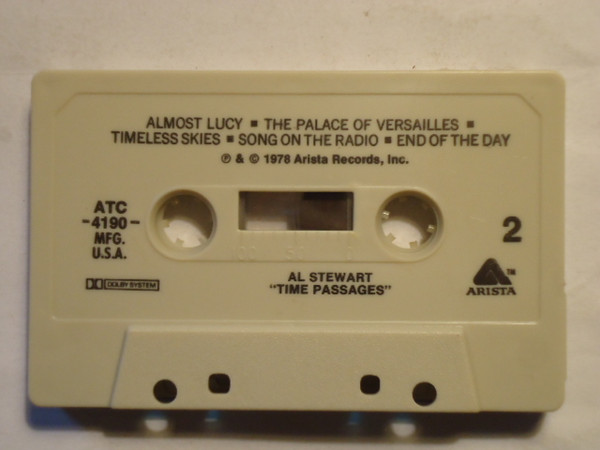 ALMOST LUCY ■ THE PALACE OF VERSAILLES ■
TIMELESS SKIES ■ SONG ON THE RADIO ■ END OF THE DAY
℗ & © 1978 Arista Records, Inc.
ATC
-4190-
MFG.
U.S.A.
2
DOLBY SYSTEM
AL STEWART
"TIME PASSAGES"
TM
ARISTA